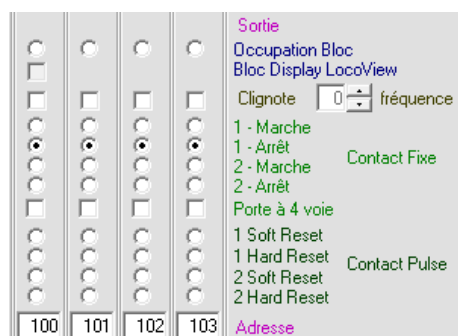 Sortie
Occupation Bloc
Bloc Display LocoView
Clignote 0 fréquence
1 - Marche
1 - Arrêt
Contact Fixe
2 - Marche
2 - Arrêt
Porte à 4 voie
1 Soft Reset
1 Hard Reset
Contact Pulse
2 Soft Reset
2 Hard Reset
100 101 102 103 Adresse